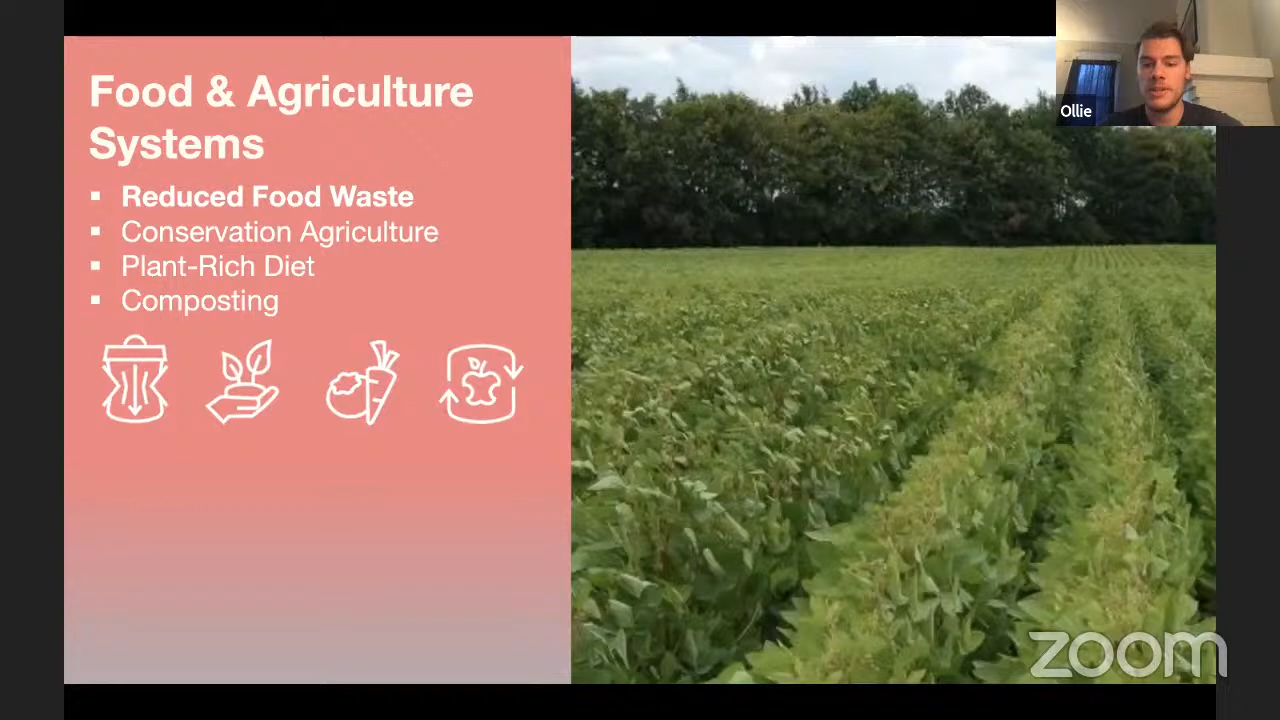 Food & Agriculture
Systems
Reduced Food Waste
Conservation Agriculture
Plant-Rich Diet
Composting
Ollie
zoom